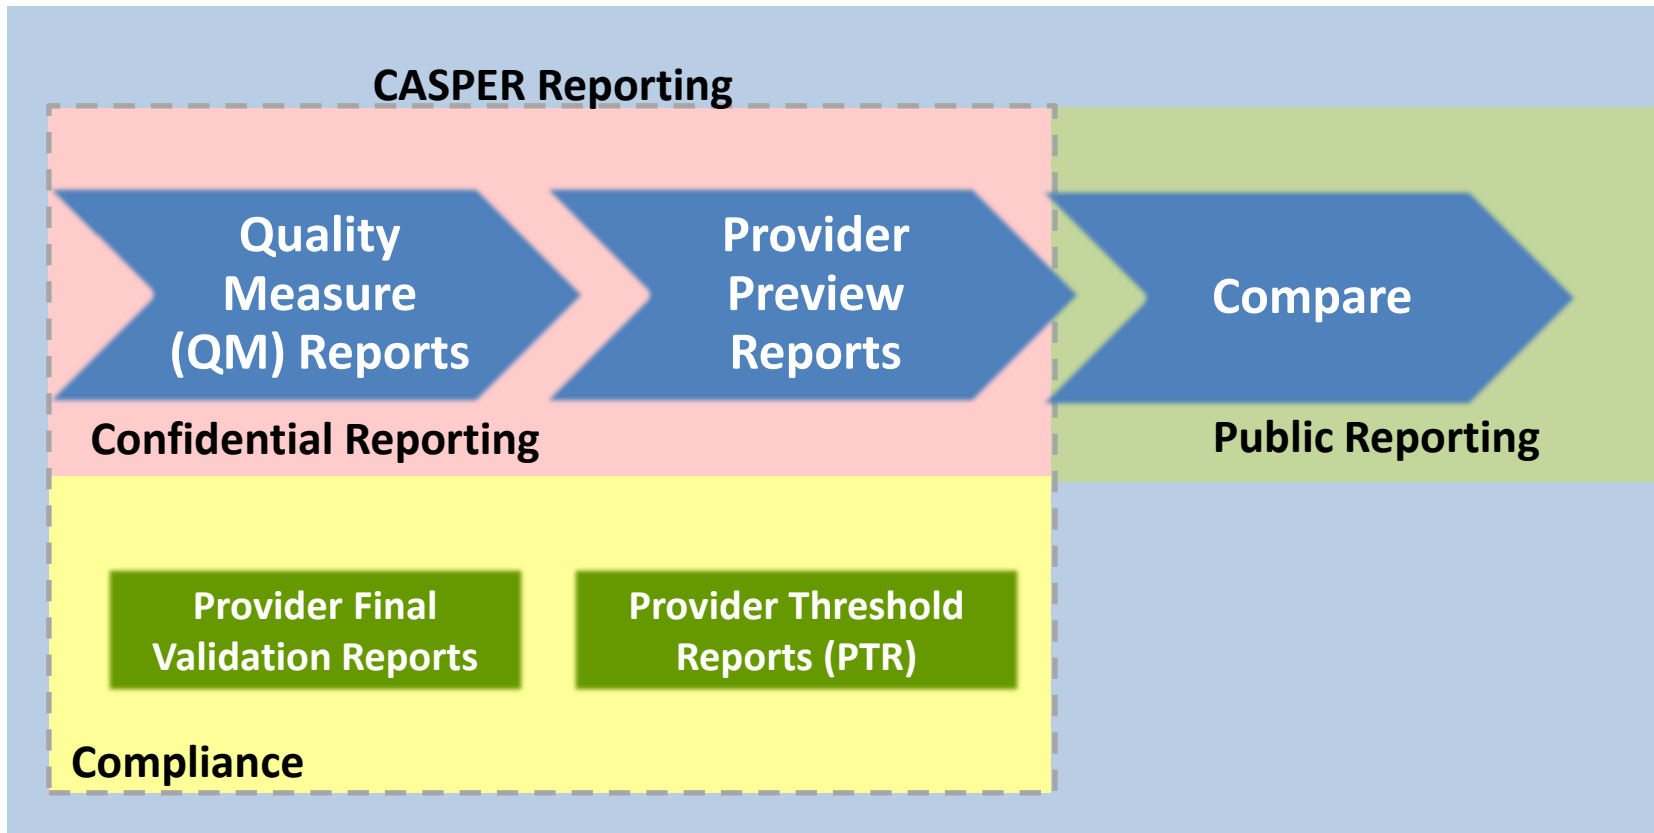 CASPER Reporting
Quality
Measure
(QM) Reports
Provider
Preview
Reports
Compare
Confidential Reporting
Public Reporting
Provider Final
Validation Reports
Provider Threshold
Reports (PTR)
Compliance